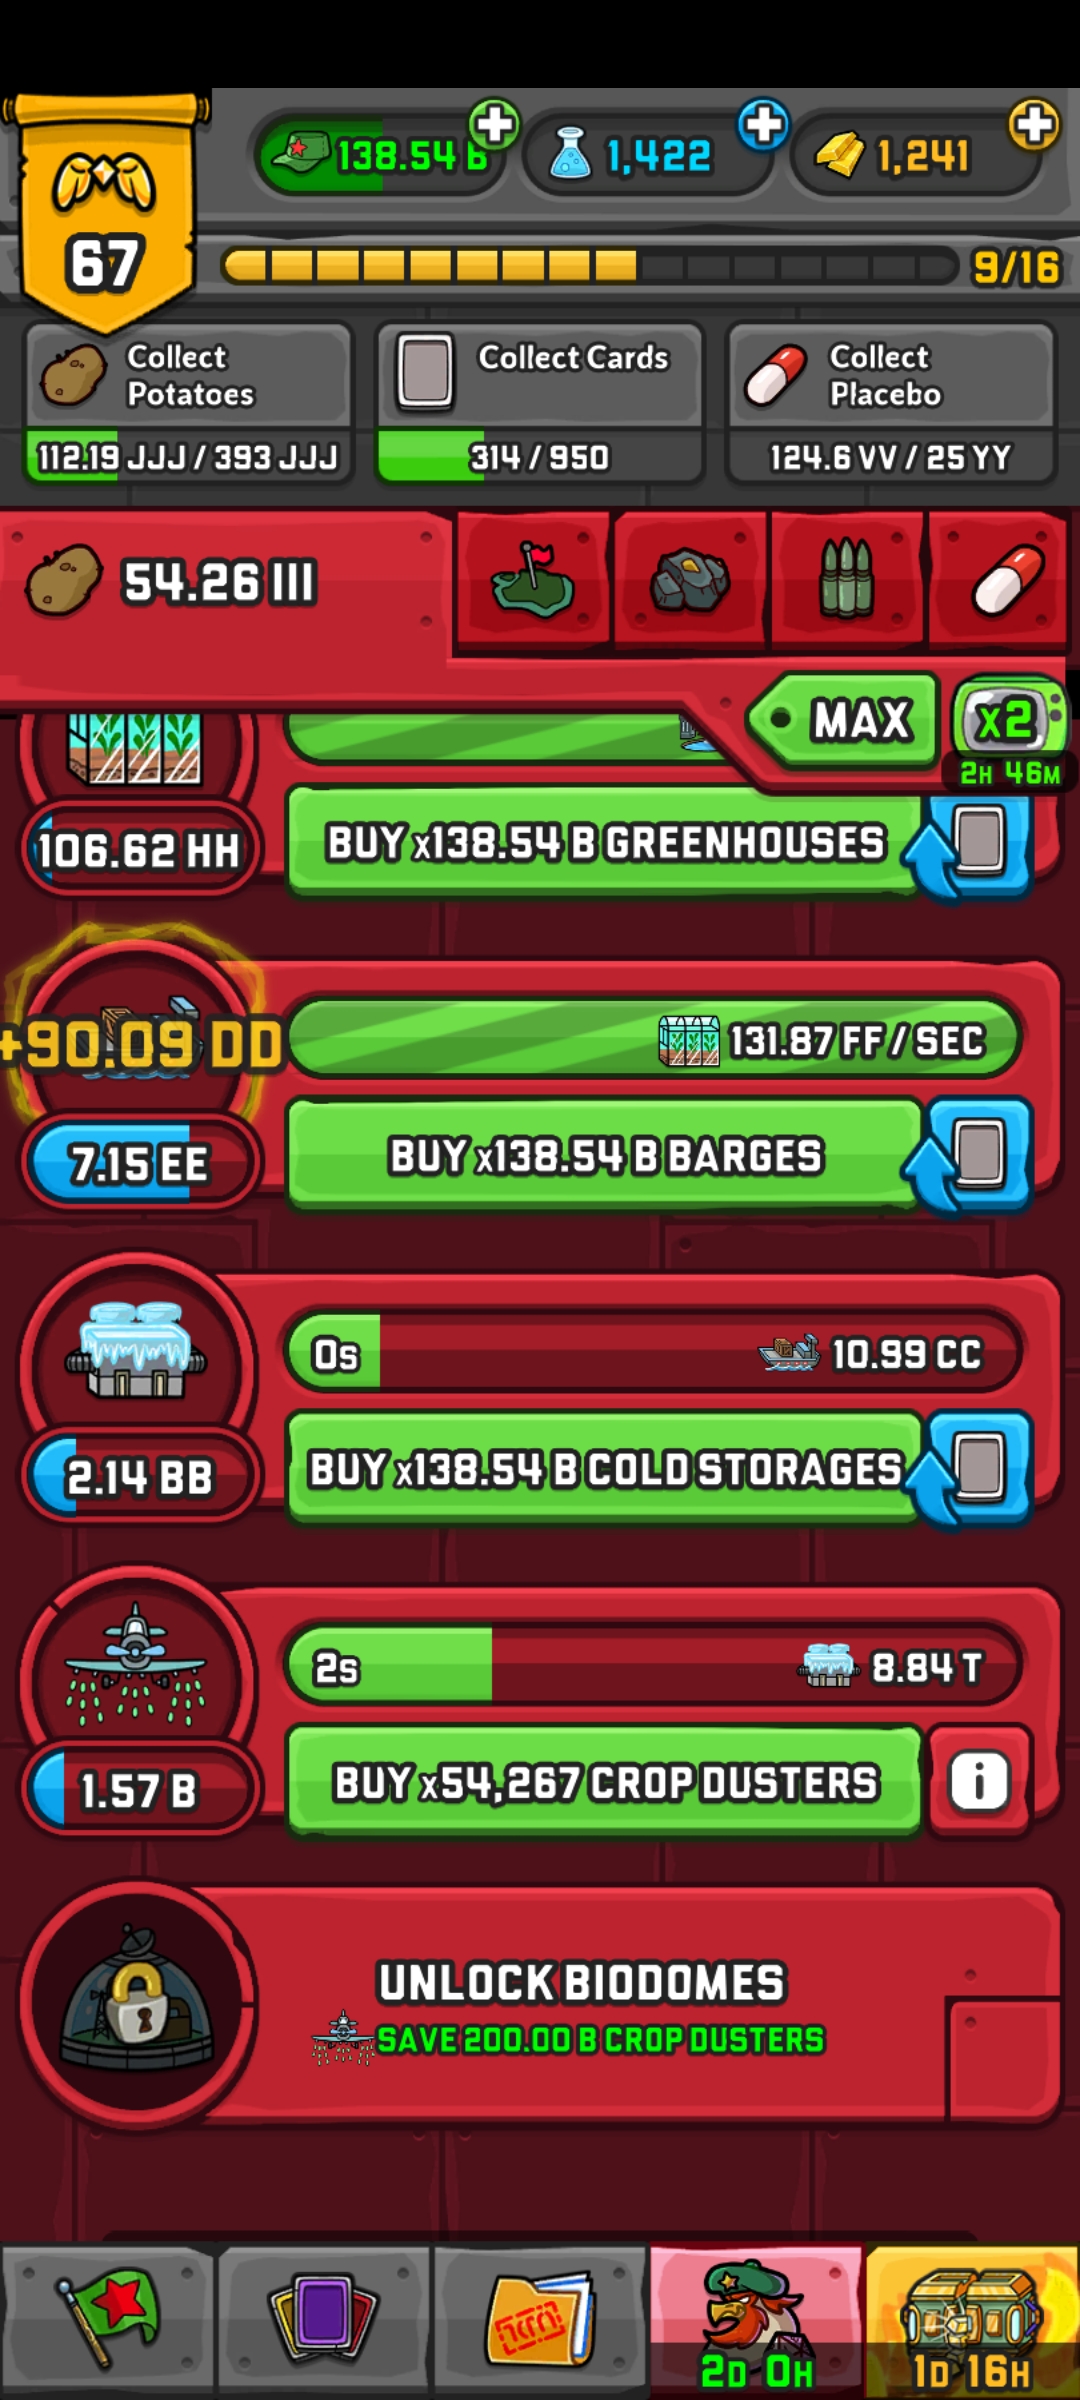 138.54 B
1,422
1,241
67
9/16
Collect
Potatoes
Collect Cards
Collect
Placebo
112.19 JJJ / 393 JJJ
314 / 950
124.6 VV / 25 YY
54.26 III
MAX
x2
2H 46M
106.62 HH
BUY x138.54 B GREENHOUSES
+90.09 DD
131.87 FF / SEC
7.15 EE
BUY x138.54 B BARGES
0s
10.99 CC
2.14 BB
BUY x138.54 B COLD STORAGES
2s
8.84 T
1.57 B
BUY x54,267 CROP DUSTERS
i
UNLOCK BIODOMES
SAVE 200.00 B CROP DUSTERS
2D 0H
1D 16H